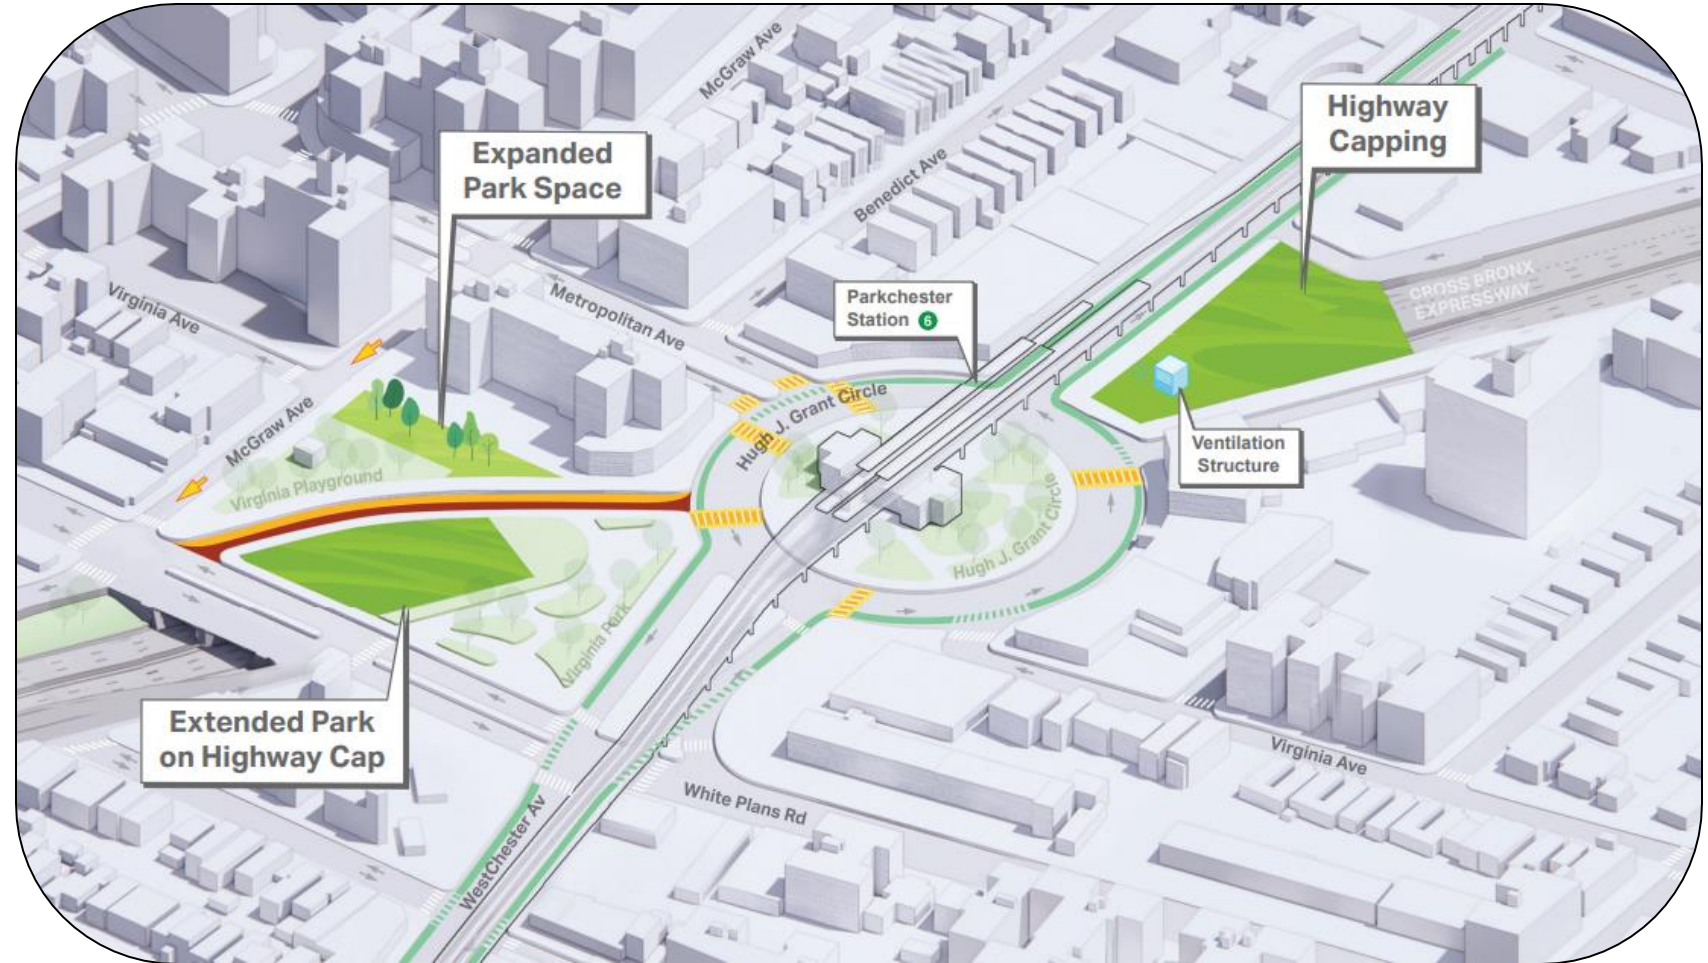 McGraw Ave
Highway
Capping
Expanded
Park Space
Benedict Ave
CROSS BRONX
EXPRESSWAY
Virginia Ave
Metropolitan Ave
Parkchester
Station 6
McGraw Ave
Hugh J. Grant Circle
Ventilation
Structure
Virginia Playground
Hugh J. Grant Circle
Virginia Park
Extended Park
on Highway Cap
Virginia Ave
White Plans Rd
WestChester Av